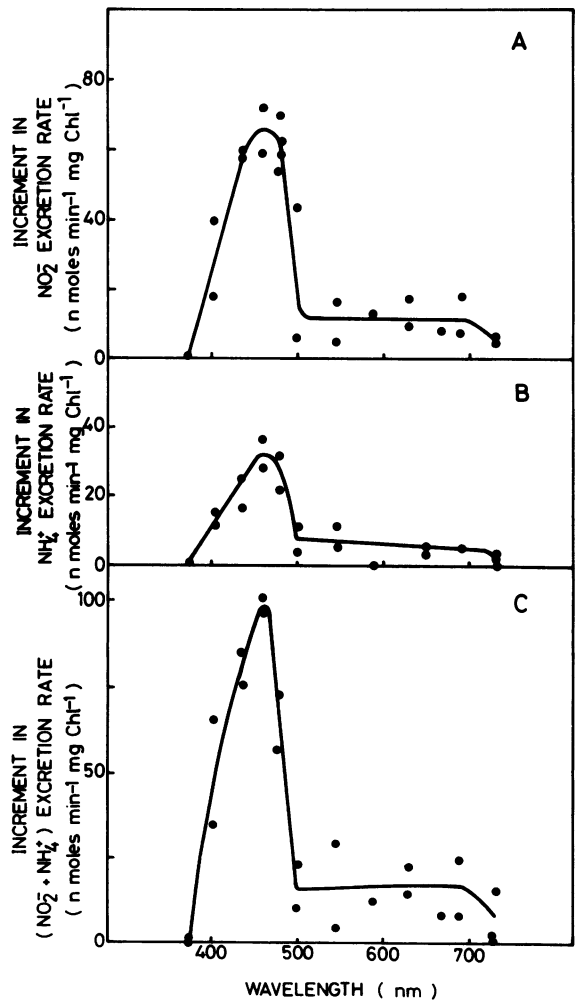 A
INCREMENT IN
NO₂⁻ EXCRETION RATE
( n moles min⁻¹ mg Chl⁻¹ )
80
40
0
B
INCREMENT IN
NH₄⁺ EXCRETION RATE
( n moles min⁻¹ mg Chl⁻¹ )
40
20
0
C
INCREMENT IN
( NO₂⁻ + NH₄⁺ ) EXCRETION RATE
( n moles min⁻¹ mg Chl⁻¹ )
100
50
0
400 500 600 700
WAVELENGTH ( nm )